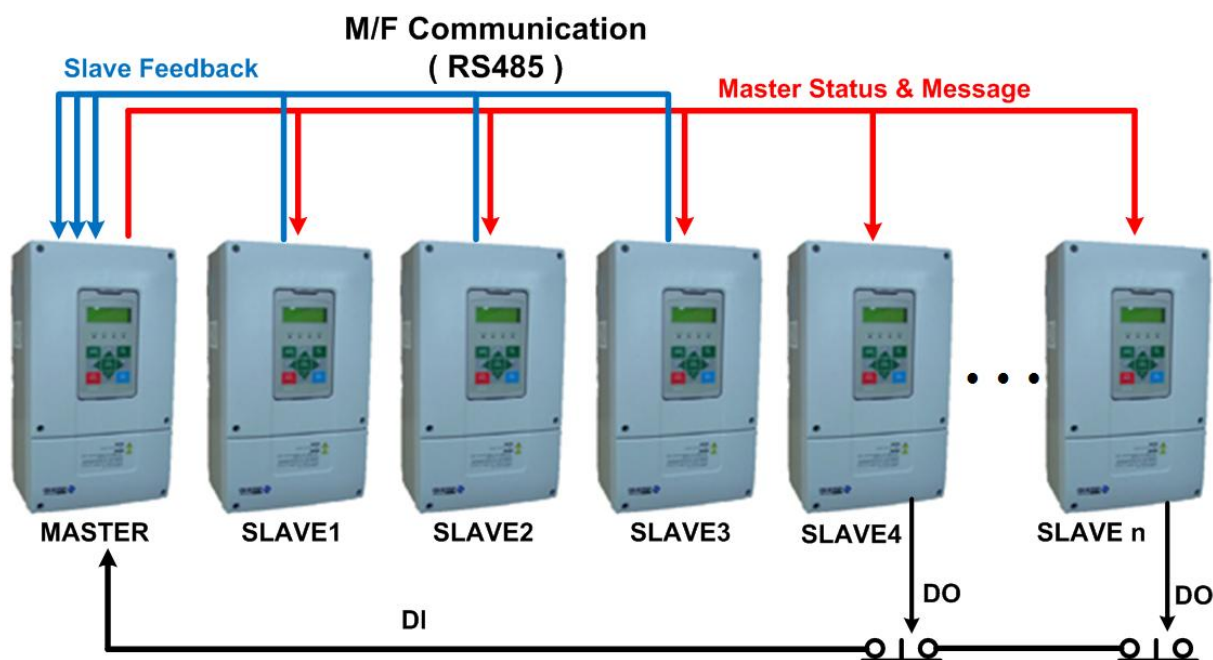 M/F Communication
( RS485 )
Slave Feedback
Master Status & Message
MASTER
SLAVE1
SLAVE2
SLAVE3
SLAVE4
SLAVE n
DI
DO
DO